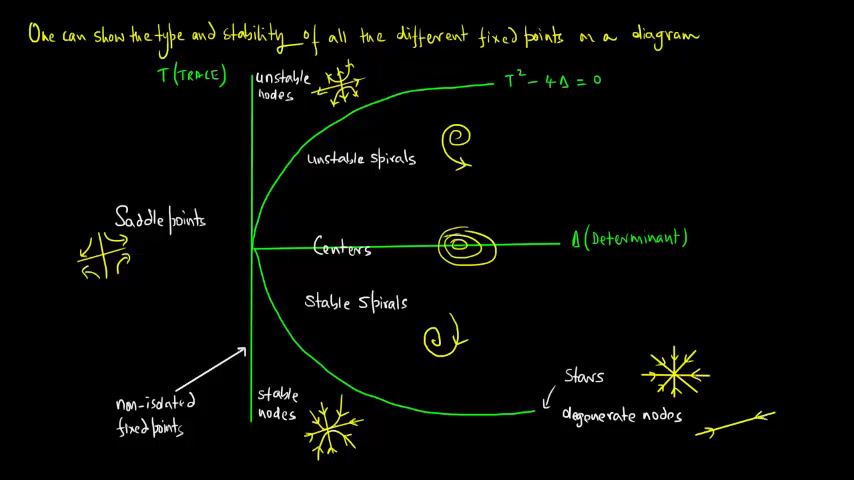 One can show the type and stability of all the different fixed points on a diagram
T (TRACE)
unstable
nodes
T² - 4Δ = 0
unstable spirals
Saddle points
Centers
Δ (Determinant)
Stable Spirals
Stars
degenerate nodes
stable
nodes
non-isolated
fixed points